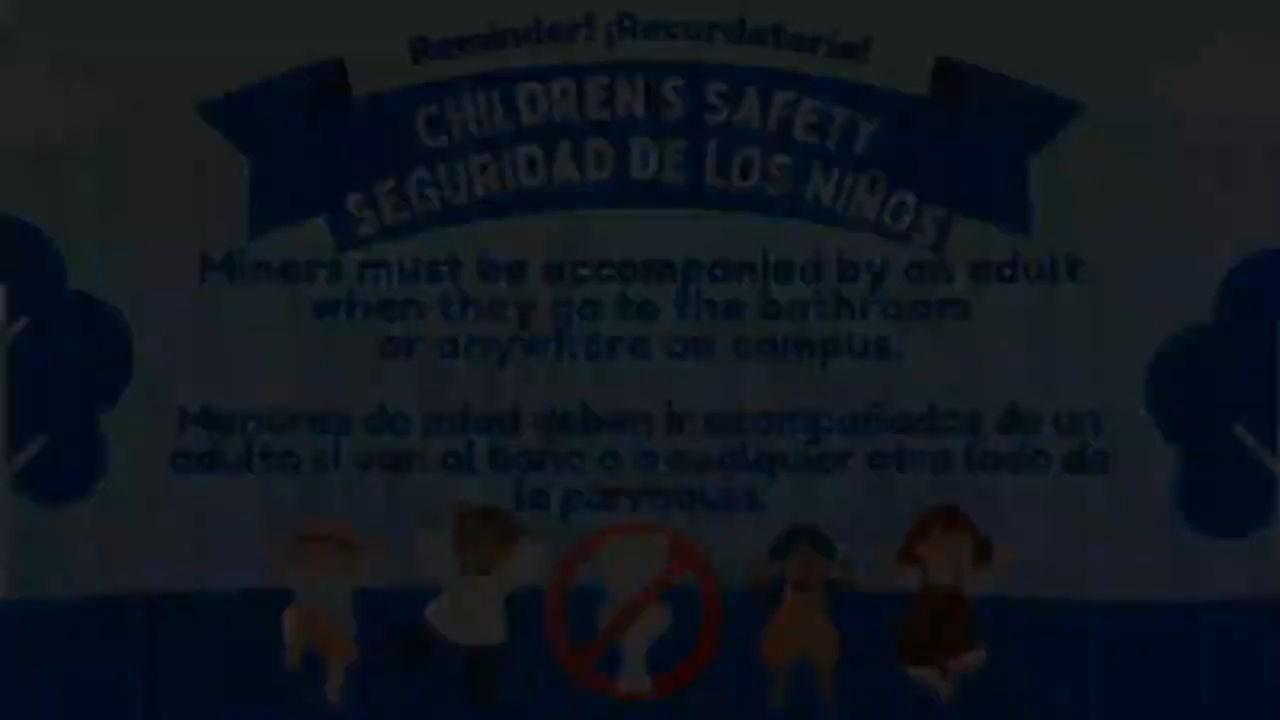 Reminder! ¡Recordatorio!
CHILDREN'S SAFETY
SEGURIDAD DE LOS NIÑOS
Minors must be accompanied by an adult
when they go to the bathroom
or anywhere on campus.
Menores de edad deben ir acompañados de un
adulto si van al baño o a cualquier otro lado de
la parroquia.